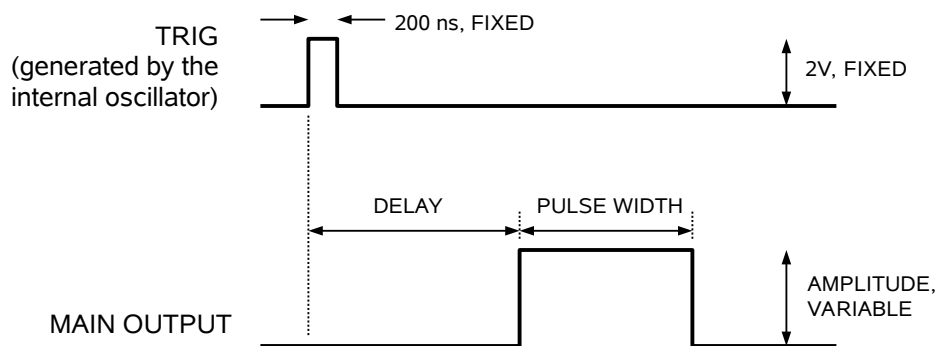 200 ns, FIXED
TRIG
(generated by the
internal oscillator)
2V, FIXED
DELAY
PULSE WIDTH
AMPLITUDE,
VARIABLE
MAIN OUTPUT